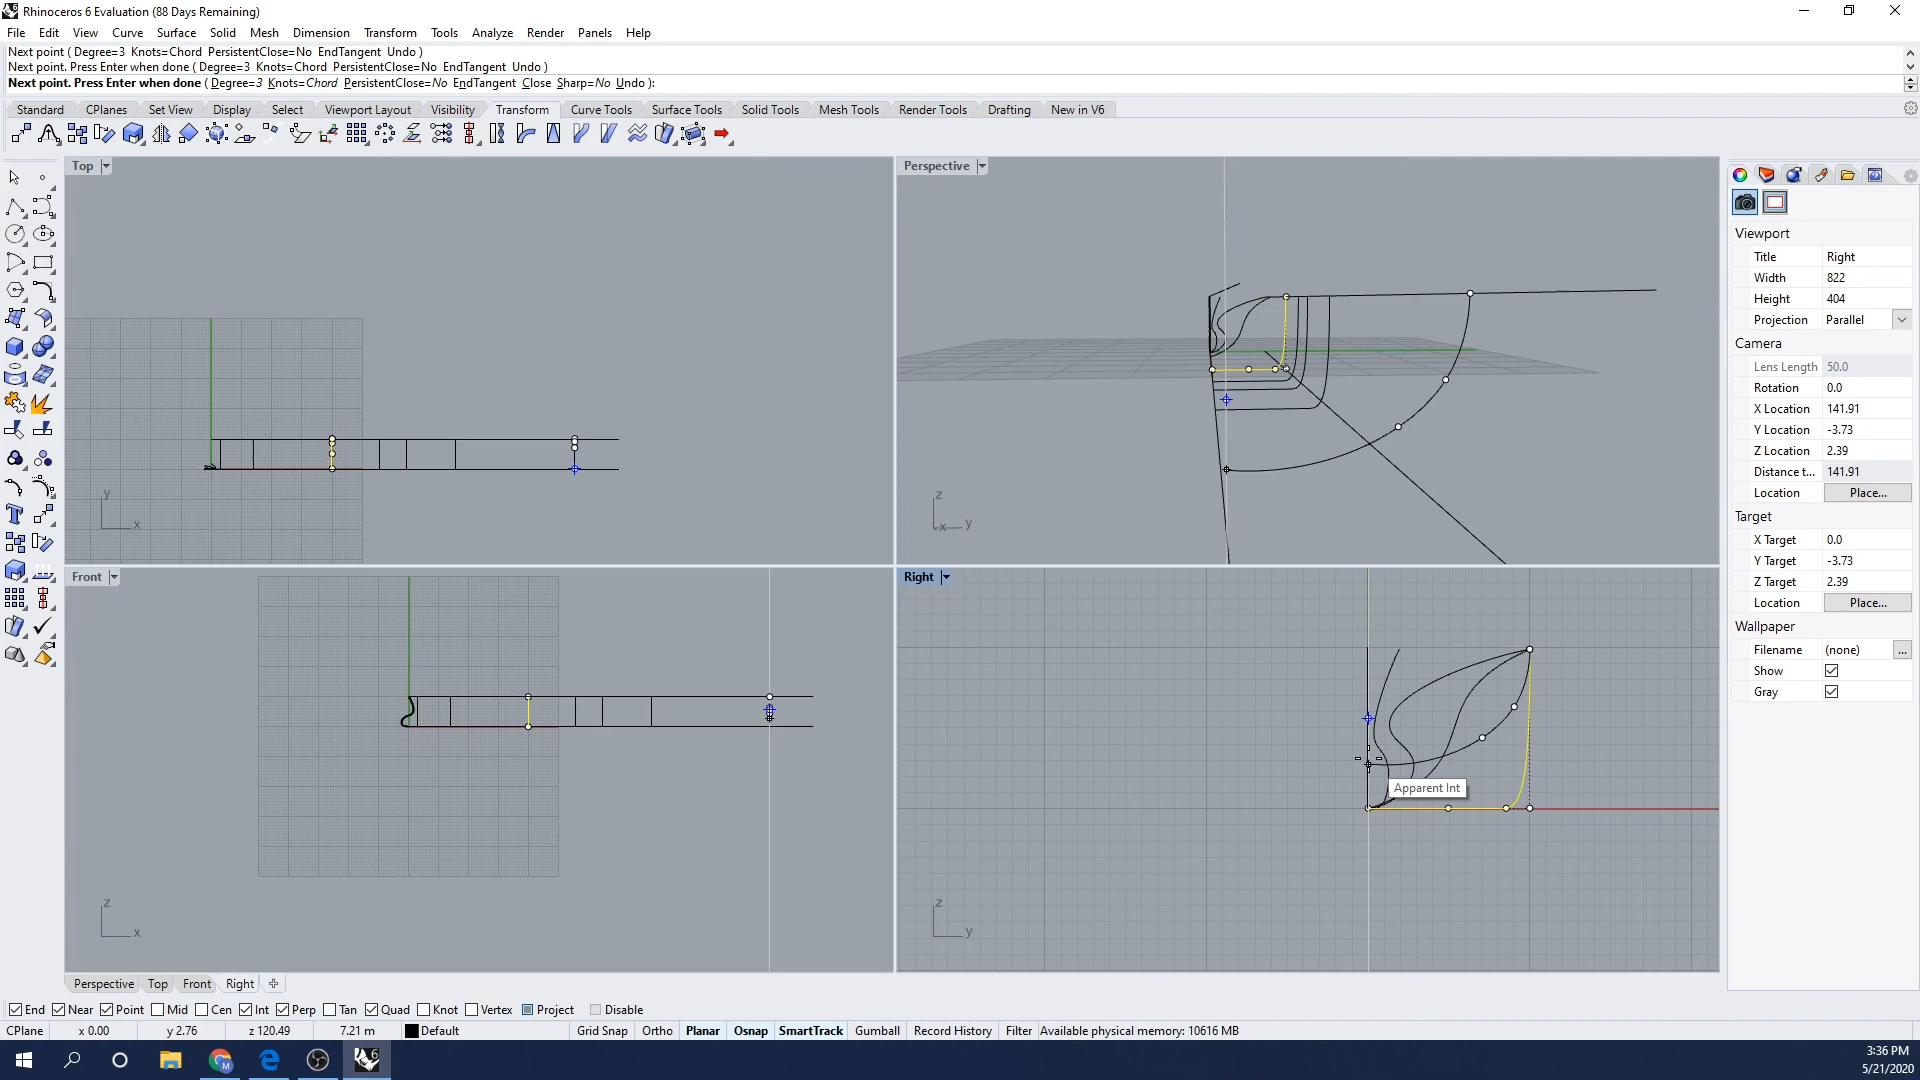 Rhinoceros 6 Evaluation (88 Days Remaining)
File Edit View Curve Surface Solid Mesh Dimension Transform Tools Analyze Render Panels Help
Next point ( Degree=3 Knots=Chord PersistentClose=No EndTangent Undo )
Next point. Press Enter when done ( Degree=3 Knots=Chord PersistentClose=No EndTangent Undo )
Next point. Press Enter when done ( Degree=3 Knots=Chord PersistentClose=No EndTangent Close Sharp=No Undo ):
Standard CPlanes Set View Display Select Viewport Layout Visibility Transform Curve Tools Surface Tools Solid Tools Mesh Tools Render Tools Drafting New in V6
Top
y
x
Perspective
z
x y
Front
z
x
Right
Apparent Int
z
y
Viewport
Title Right
Width 822
Height 404
Projection Parallel
Camera
Lens Length 50.0
Rotation 0.0
X Location 141.91
Y Location -3.73
Z Location 2.39
Distance t... 141.91
Location Place...
Target
X Target 0.0
Y Target -3.73
Z Target 2.39
Location Place...
Wallpaper
Filename (none) ...
Show
Gray
Perspective Top Front Right
End Near Point Mid Cen Int Perp Tan Quad Knot Vertex Project Disable
CPlane x 0.00 y 2.76 z 120.49 7.21 m Default Grid Snap Ortho Planar Osnap SmartTrack Gumball Record History Filter Available physical memory: 10616 MB
3:36 PM
5/21/2020